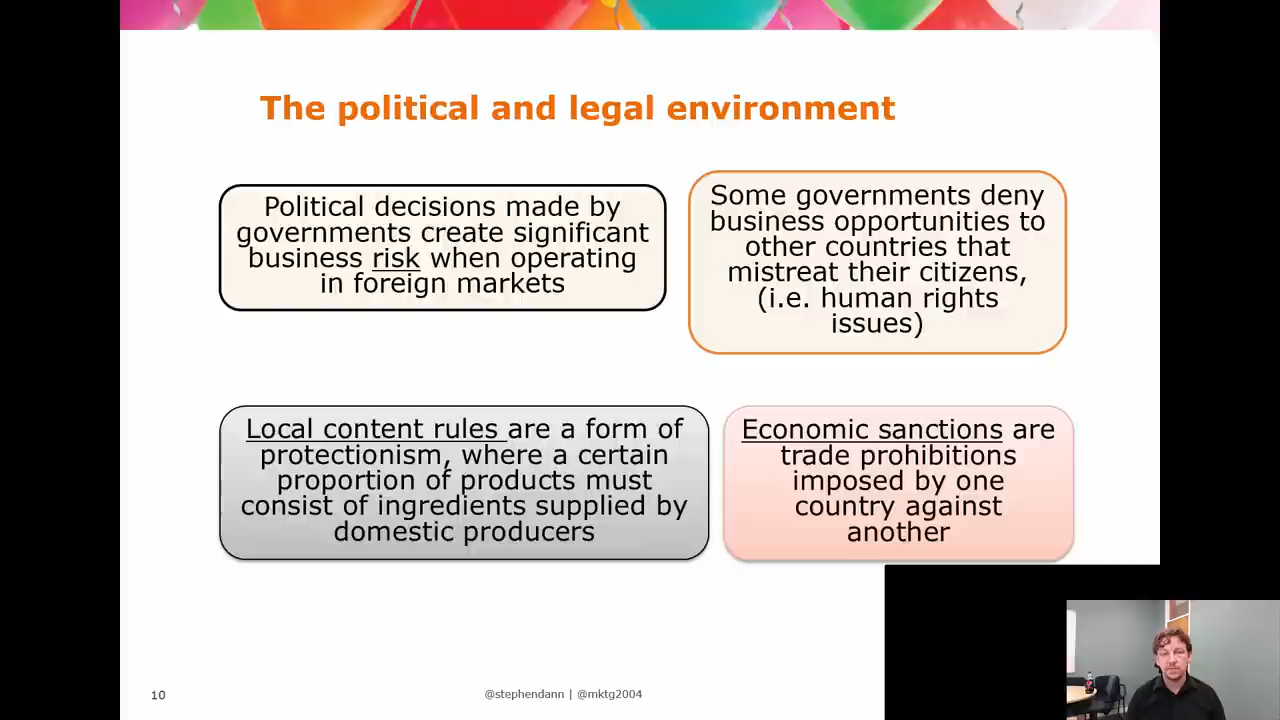 The political and legal environment
Political decisions made by
governments create significant
business risk when operating
in foreign markets
Some governments deny
business opportunities to
other countries that
mistreat their citizens,
(i.e. human rights
issues)
Local content rules are a form of
protectionism, where a certain
proportion of products must
consist of ingredients supplied by
domestic producers
Economic sanctions are
trade prohibitions
imposed by one
country against
another
10
@stephendann | @mktg2004